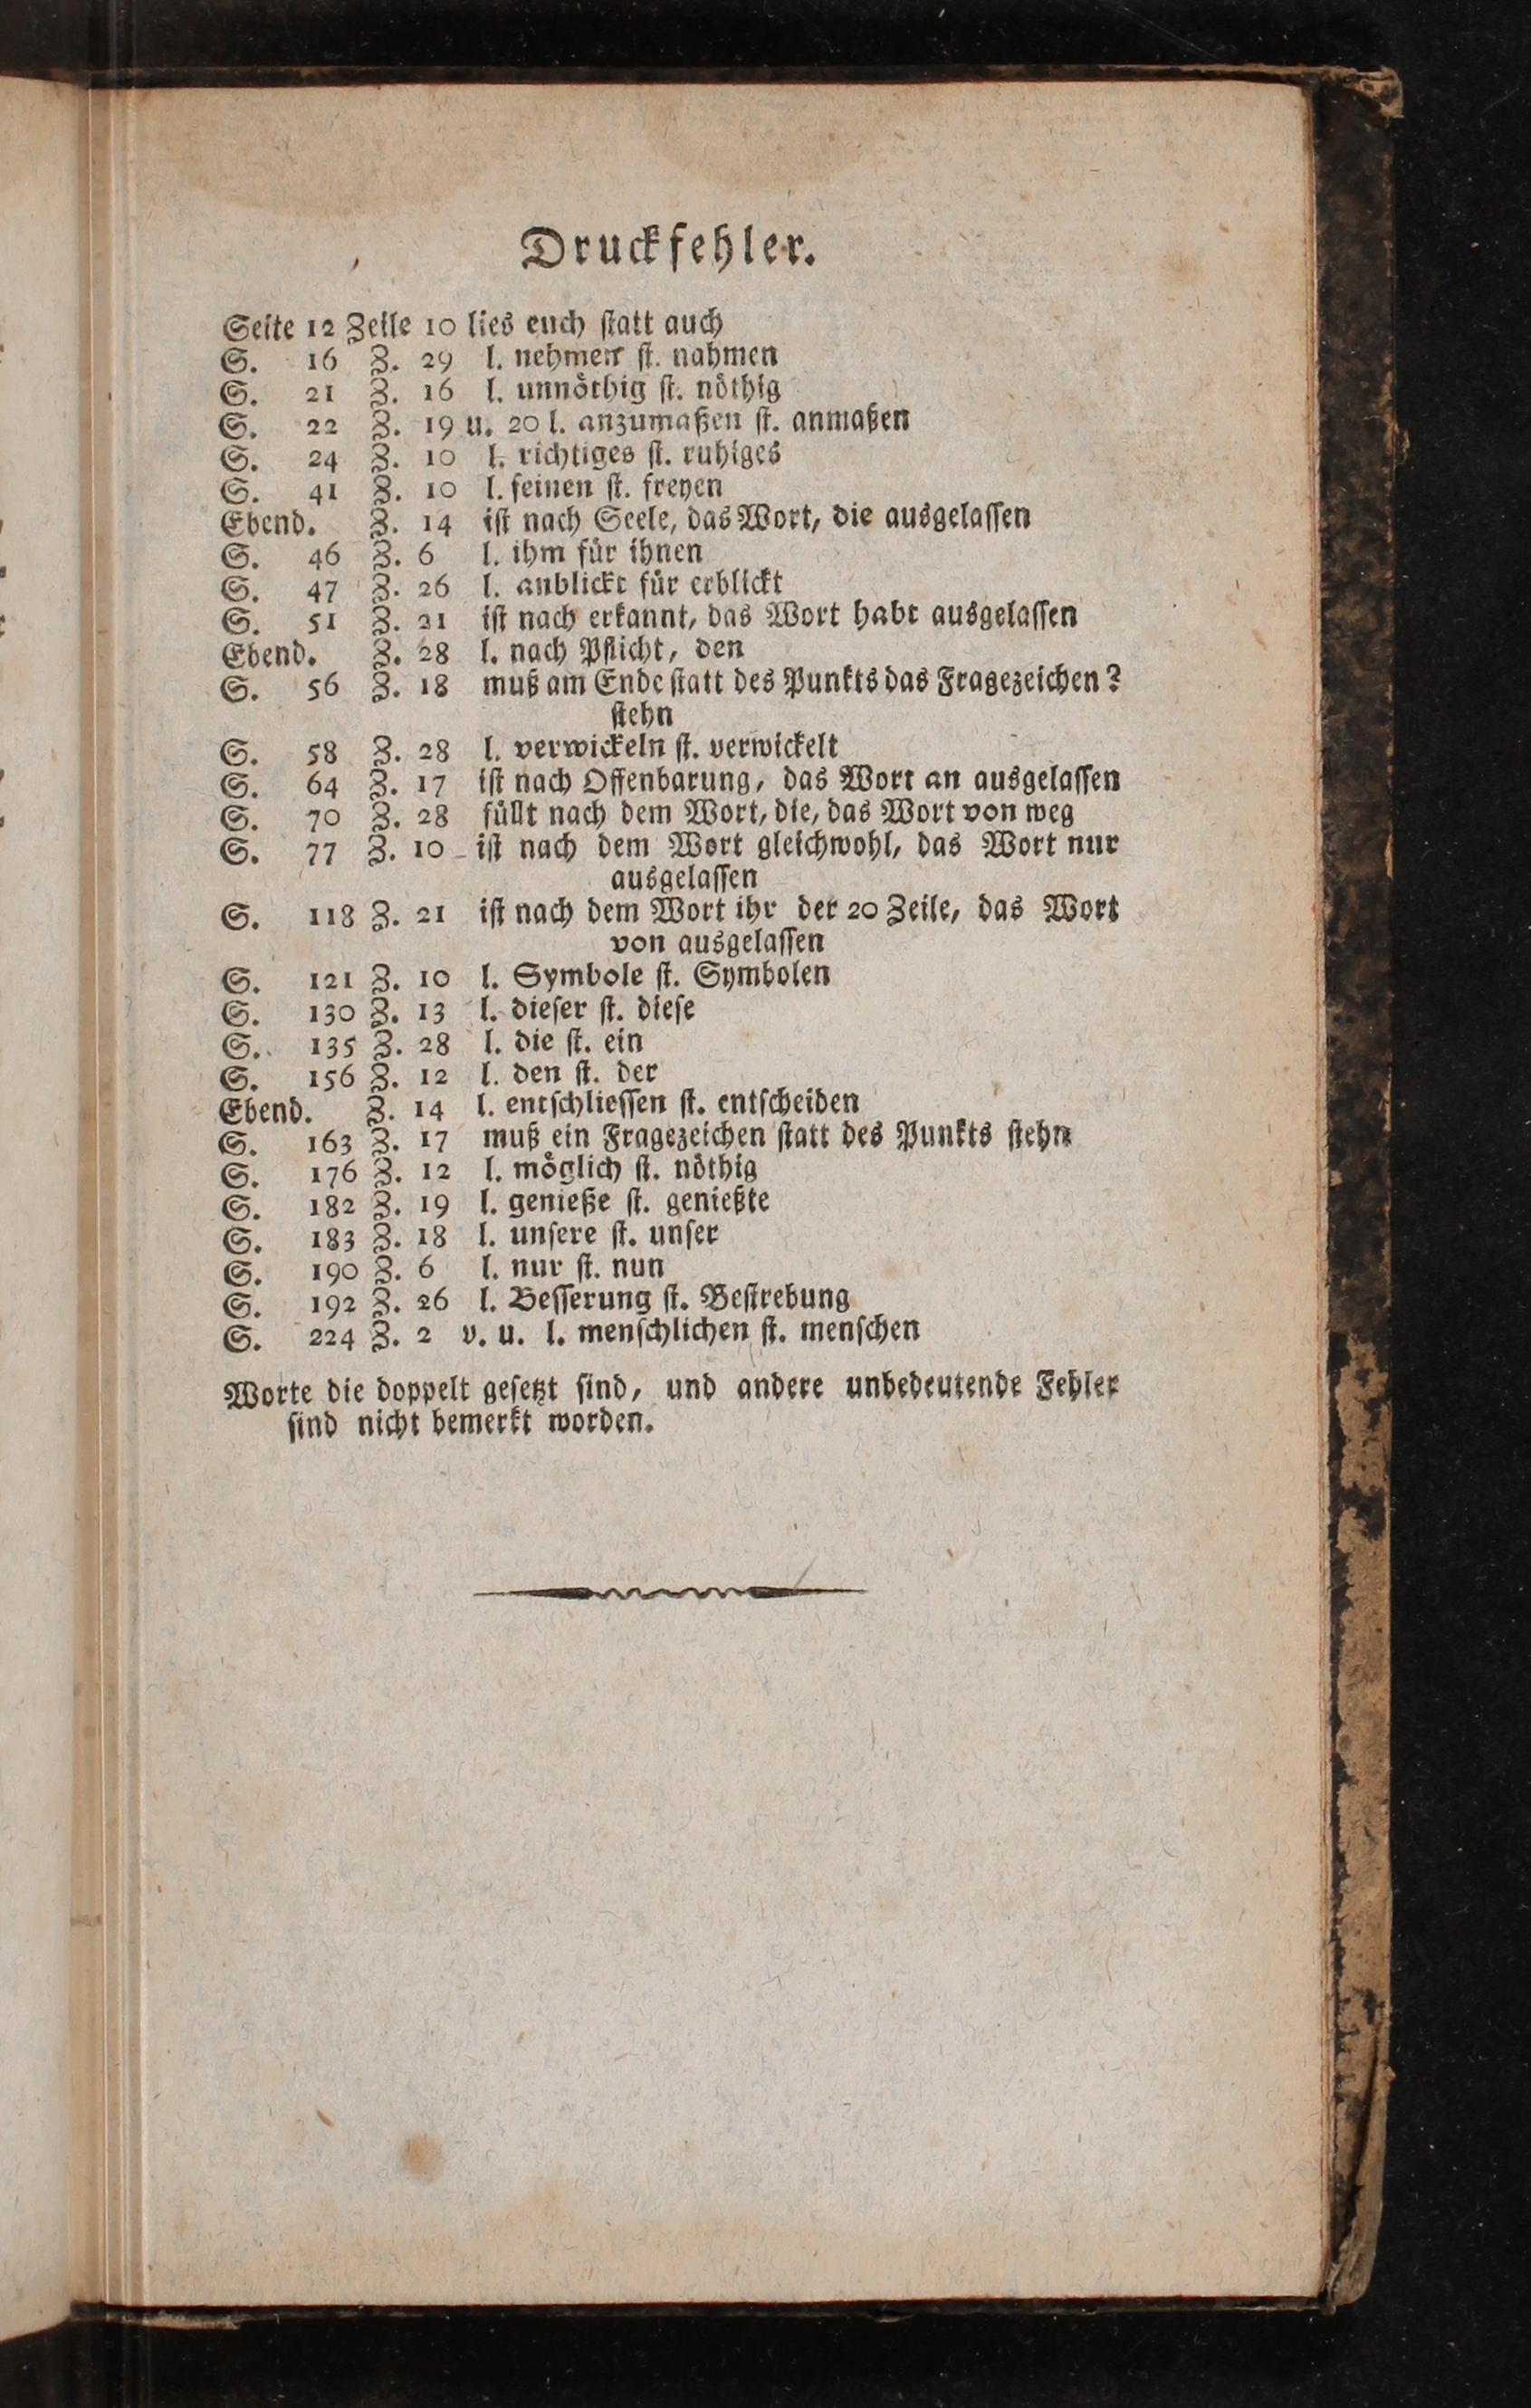 Druckfehler.
Seite 12 Zeile 10 lies euch ſtatt auch
S. 16 Z. 29 l. nehmen ſt. nahmen
S. 21 Z. 16 l. unnöthig ſt. nöthig
S. 22 Z. 19 u. 20 l. anzumaßen ſt. anmaßen
S. 24 Z. 10 l. richtiges ſt. ruhiges
S. 41 Z. 10 l. feinen ſt. freyen
Ebend. Z. 14 iſt nach Seele, das Wort, die ausgelaſſen
S. 46 Z. 6 l. ihm für ihnen
S. 47 Z. 26 l. anblickt für erblickt
S. 51 Z. 21 iſt nach erkannt, das Wort habt ausgelaſſen
Ebend. Z. 28 l. nach Pflicht, den
S. 56 Z. 18 muß am Ende ſtatt des Punkts das Fragezeichen?
ſtehn
S. 58 Z. 28 l. verwickeln ſt. verwickelt
S. 64 Z. 17 iſt nach Offenbarung, das Wort an ausgelaſſen
S. 70 Z. 28 füllt nach dem Wort, die, das Wort von weg
S. 77 Z. 10 iſt nach dem Wort gleichwohl, das Wort nur
ausgelaſſen
S. 118 Z. 21 iſt nach dem Wort ihr der 20 Zeile, das Wort
von ausgelaſſen
S. 121 Z. 10 l. Symbole ſt. Symbolen
S. 130 Z. 13 l. dieſer ſt. dieſe
S. 135 Z. 28 l. die ſt. ein
S. 156 Z. 12 l. den ſt. der
Ebend. Z. 14 l. entſchlieſſen ſt. entſcheiden
S. 163 Z. 17 muß ein Fragezeichen ſtatt des Punkts ſtehn
S. 176 Z. 12 l. möglich ſt. nöthig
S. 182 Z. 19 l. genieße ſt. genießte
S. 183 Z. 18 l. unſere ſt. unſer
S. 190 Z. 6 l. nur ſt. nun
S. 192 Z. 26 l. Beſſerung ſt. Beſtrebung
S. 224 Z. 2 v. u. l. menſchlichen ſt. menſchen
Worte die doppelt geſetzt ſind, und andere unbedeutende Fehler
ſind nicht bemerkt worden.